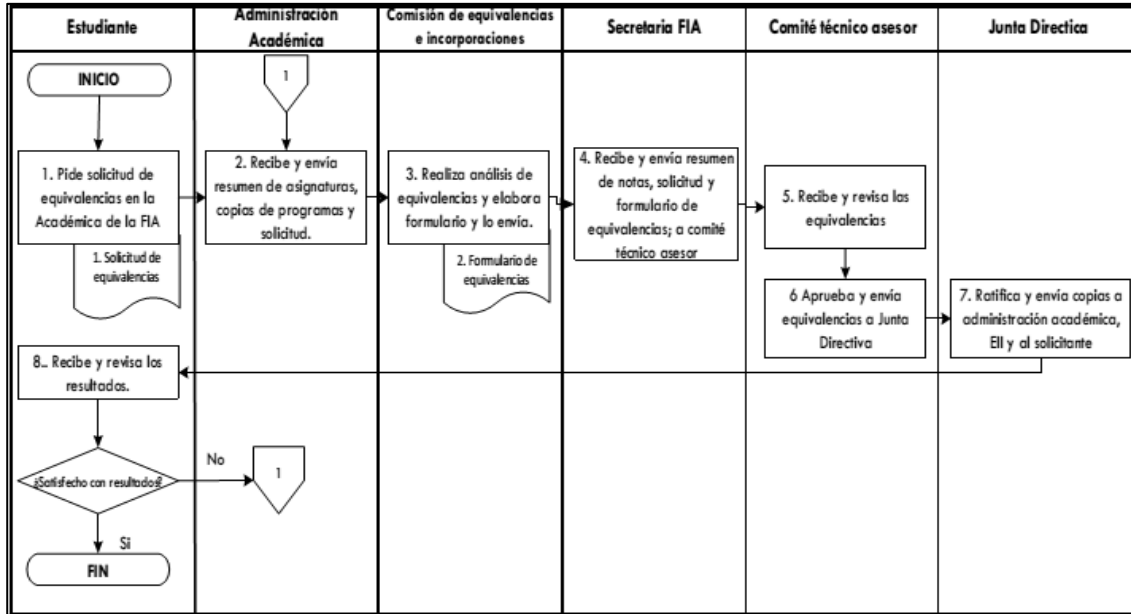 Estudiante
Administración
Académica
Comisión de equivalencias
e incorporaciones
Secretaria FIA
Comité técnico asesor
Junta Directica
INICIO
1
1. Pide solicitud de
equivalencias en la
Académica de la FIA
1. Solicitud de
equivalencias
2. Recibe y envía
resumen de asignaturas,
copias de programas y
solicitud.
3. Realiza análisis de
equivalencias y elabora
formulario y lo envía.
2. Formulario de
equivalencias
4. Recibe y envía resumen
de notas, solicitud y
formulario de
equivalencias; a comité
técnico asesor
5. Recibe y revisa las
equivalencias
6 Aprueba y envía
equivalencias a Junta
Directiva
7. Ratifica y envía copias a
administración académica,
EII y al solicitante
8.. Recibe y revisa los
resultados.
¿Satisfecho con resultados?
No
1
Si
FIN